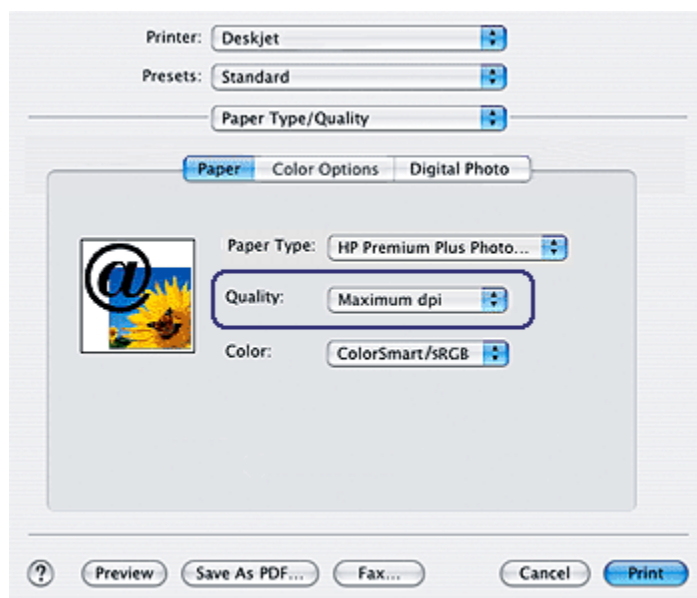 Printer: Deskjet
Presets: Standard
Paper Type/Quality
Paper Color Options Digital Photo
@
Paper Type: HP Premium Plus Photo...
Quality: Maximum dpi
Color: ColorSmart/sRGB
? Preview Save As PDF... Fax... Cancel Print